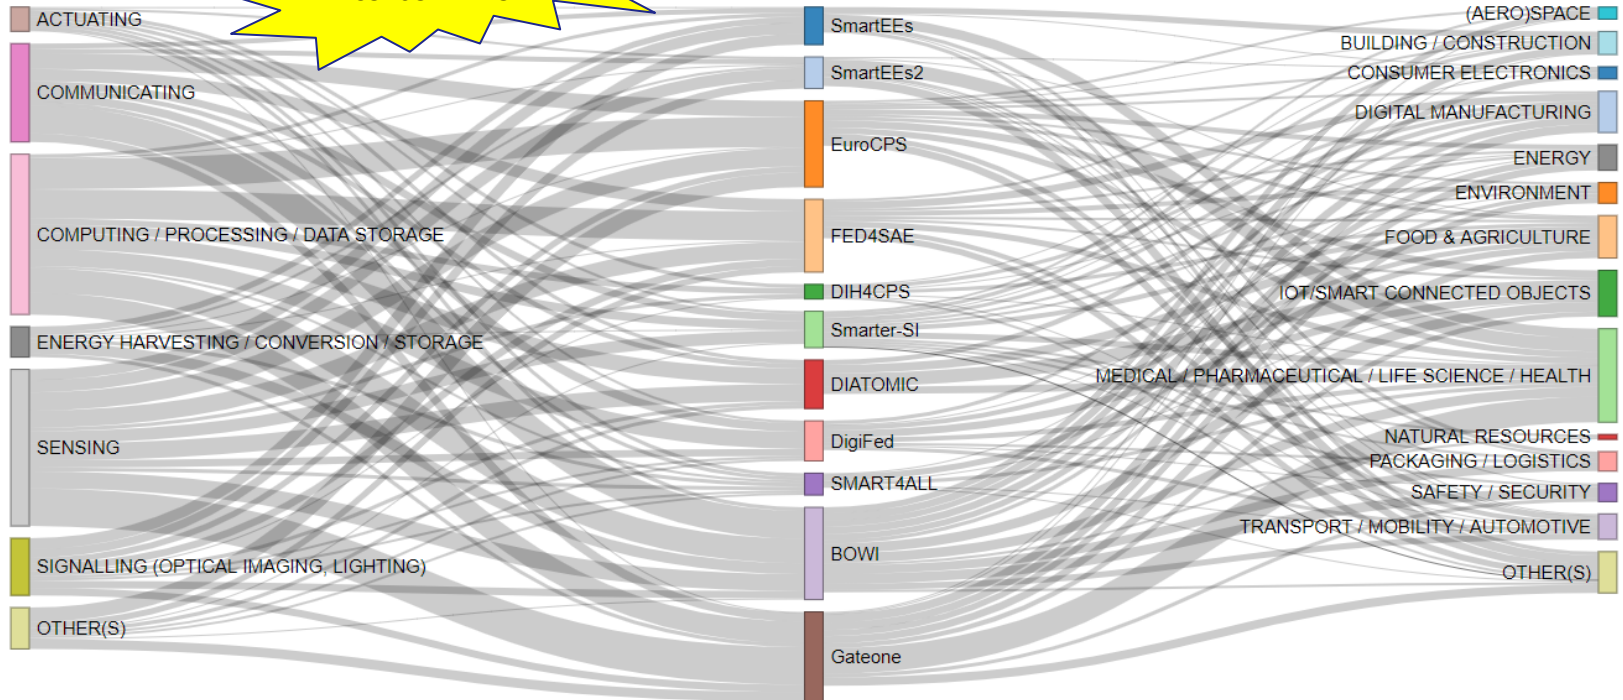 ACTUATING
COMMUNICATING
COMPUTING / PROCESSING / DATA STORAGE
ENERGY HARVESTING / CONVERSION / STORAGE
SENSING
SIGNALLING (OPTICAL IMAGING, LIGHTING)
OTHER(S)
SmartEEs
SmartEEs2
EuroCPS
FED4SAE
DIH4CPS
Smarter-SI
DIATOMIC
DigiFed
SMART4ALL
BOWI
Gateone
(AERO)SPACE
BUILDING / CONSTRUCTION
CONSUMER ELECTRONICS
DIGITAL MANUFACTURING
ENERGY
ENVIRONMENT
FOOD & AGRICULTURE
IOT/SMART CONNECTED OBJECTS
MEDICAL / PHARMACEUTICAL / LIFE SCIENCE / HEALTH
NATURAL RESOURCES
PACKAGING / LOGISTICS
SAFETY / SECURITY
TRANSPORT / MOBILITY / AUTOMOTIVE
OTHER(S)